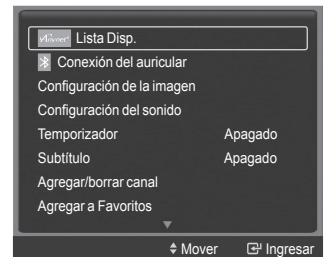 Anynet+ Lista Disp.
Conexión del auricular
Configuración de la imagen
Configuración del sonido
Temporizador Apagado
Subtítulo Apagado
Agregar/borrar canal
Agregar a Favoritos
Mover Ingresar